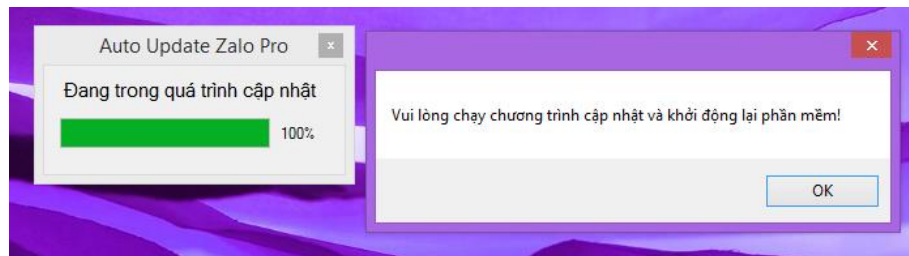 Auto Update Zalo Pro
x
Đang trong quá trình cập nhật
100%
Vui lòng chạy chương trình cập nhật và khởi động lại phần mềm!
OK